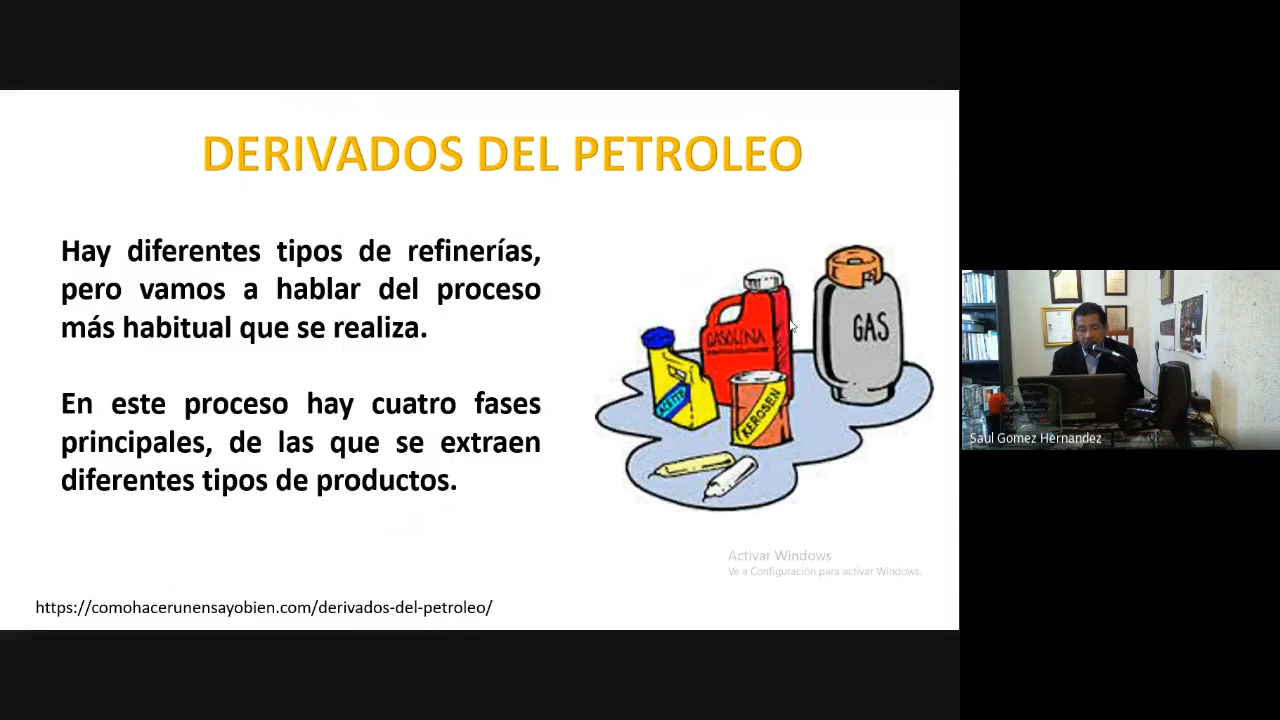 DERIVADOS DEL PETROLEO
Hay diferentes tipos de refinerías,
pero vamos a hablar del proceso
más habitual que se realiza.
En este proceso hay cuatro fases
principales, de las que se extraen
diferentes tipos de productos.
GASOLINA
GAS
ACEITE
KEROSEN
Activar Windows
Ve a Configuración para activar Windows.
https://comohacerunensayobien.com/derivados-del-petroleo/
Saul Gomez Hernandez